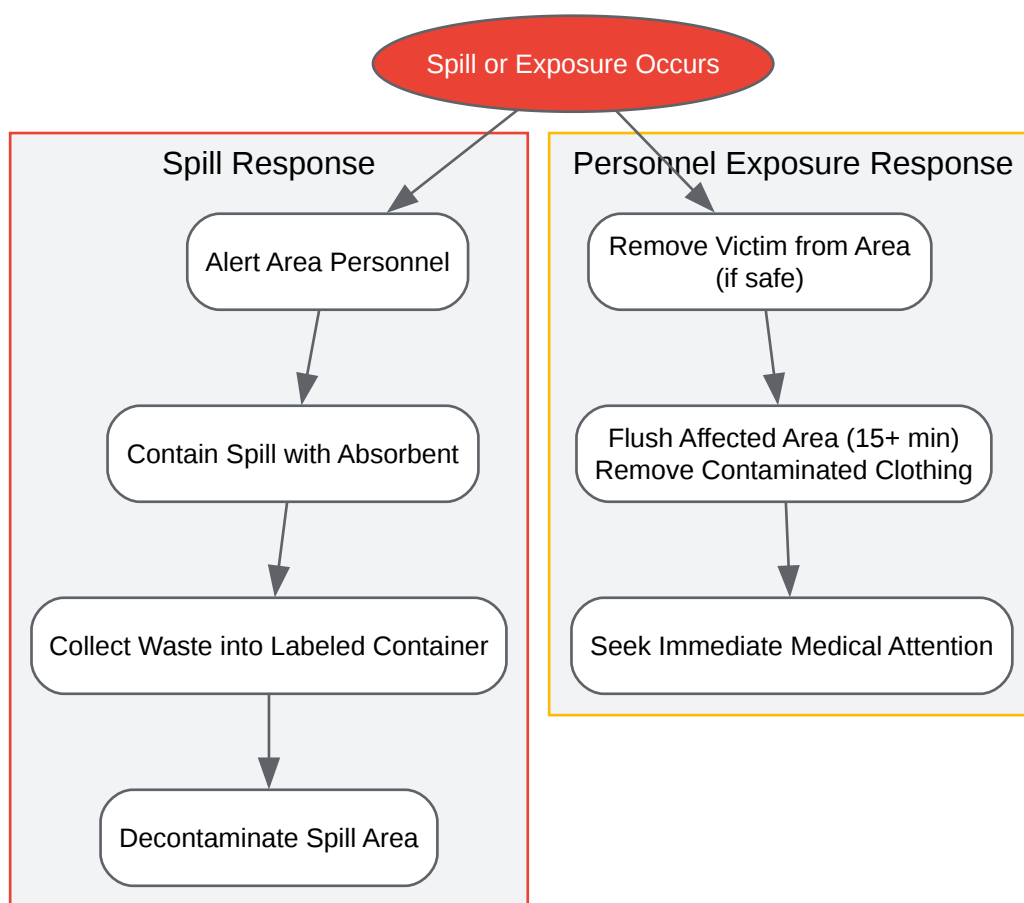 Spill or Exposure Occurs
Spill Response
Alert Area Personnel
Contain Spill with Absorbent
Collect Waste into Labeled Container
Decontaminate Spill Area
Personnel Exposure Response
Remove Victim from Area
(if safe)
Flush Affected Area (15+ min)
Remove Contaminated Clothing
Seek Immediate Medical Attention